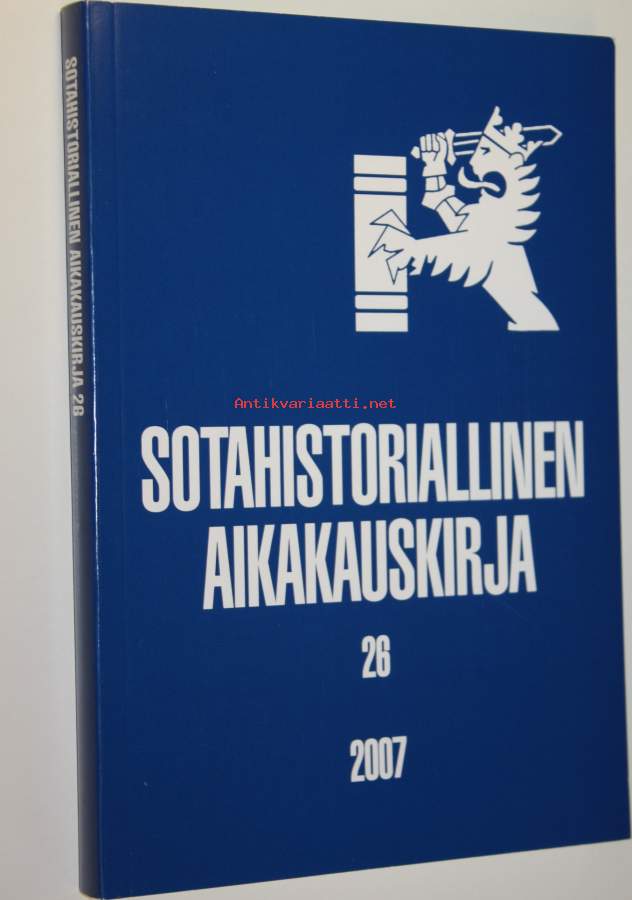 SOTAHISTORIALLINEN AIKAKAUSKIRJA 26
Antikvariaatti.net
SOTAHISTORIALLINEN
AIKAKAUSKIRJA
26
2007